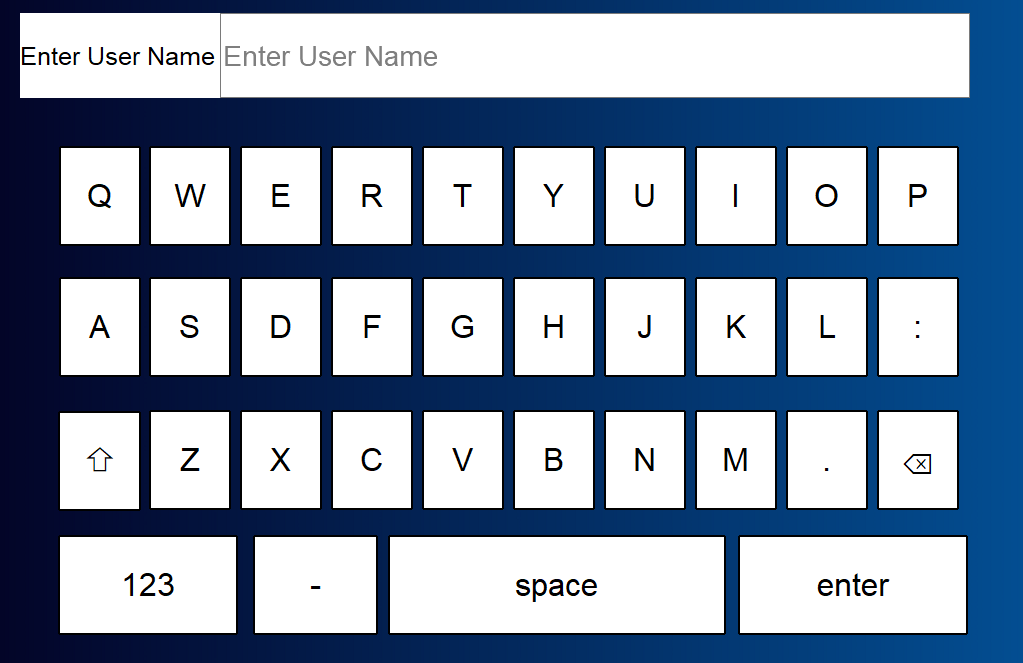 Enter User Name Enter User Name
Q W E R T Y U I O P
A S D F G H J K L :
⇧ Z X C V B N M . ⌫
123 - space enter